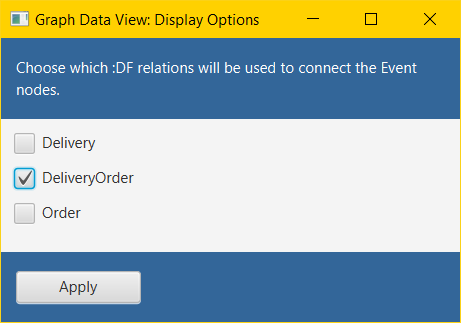 Graph Data View: Display Options
Choose which :DF relations will be used to connect the Event
nodes.
Delivery
DeliveryOrder
Order
Apply